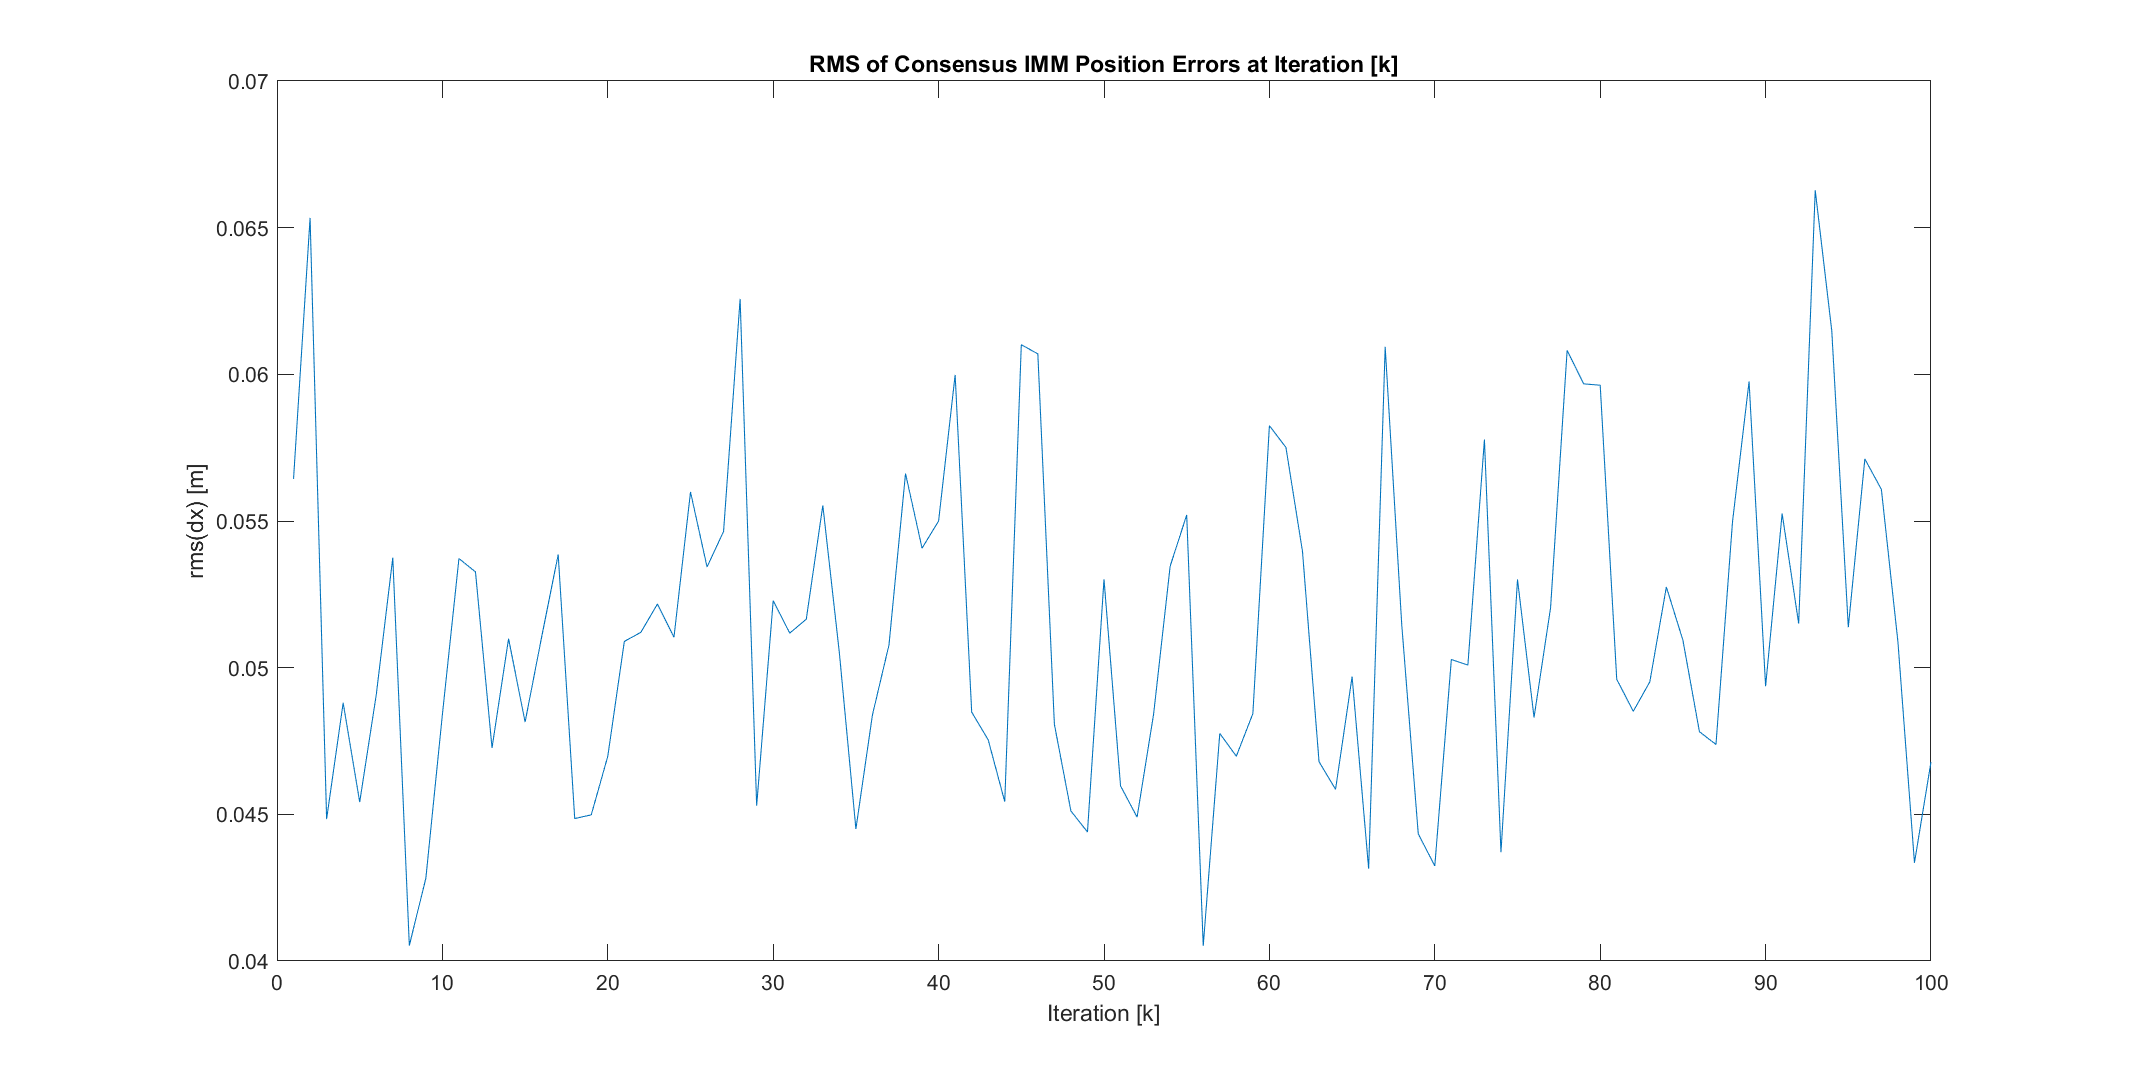 RMS of Consensus IMM Position Errors at Iteration [k]
0.07
0.065
0.06
0.055
0.05
0.045
0.04
rms(dx) [m]
0 10 20 30 40 50 60 70 80 90 100
Iteration [k]